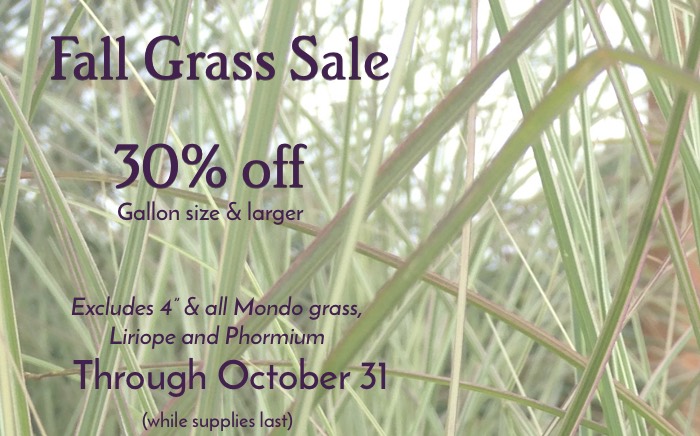 Fall Grass Sale
30% off
Gallon size & larger
Excludes 4" & all Mondo grass,
Liriope and Phormium
Through October 31
(while supplies last)